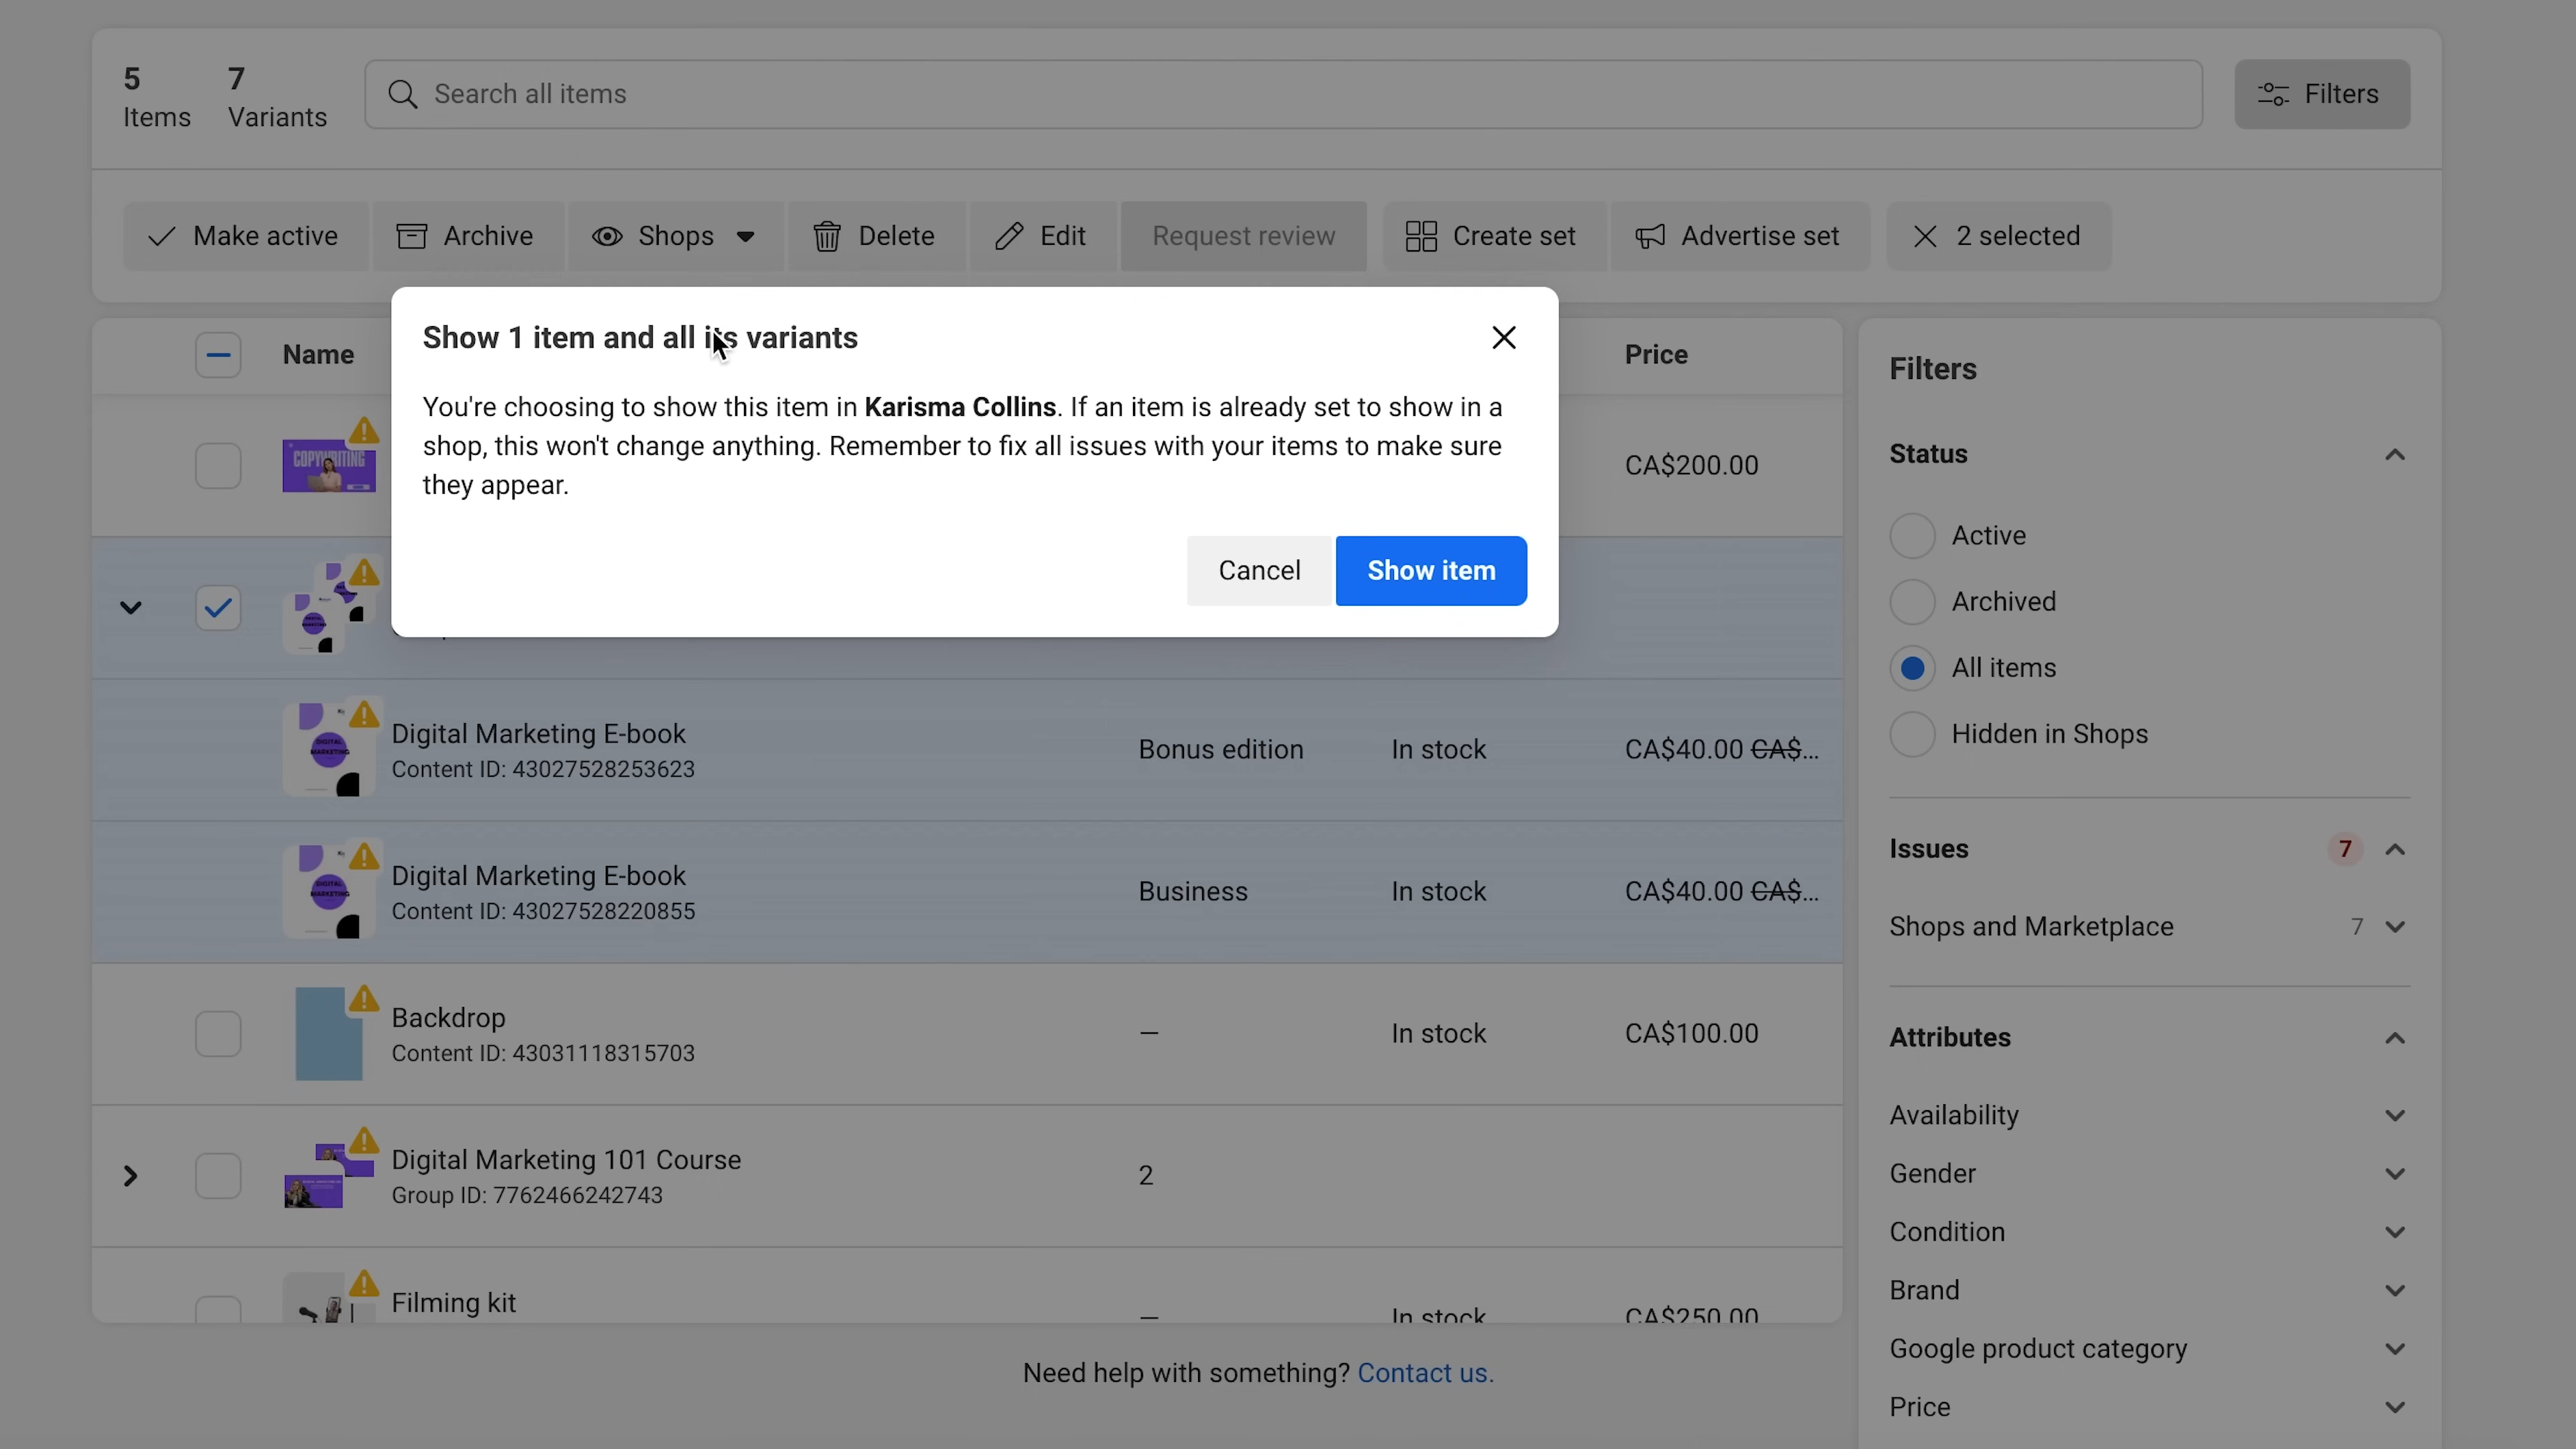 5
Items
7
Variants
Search all items
Filters
Make active
Archive
Shops
Delete
Edit
Request review
Create set
Advertise set
2 selected
Show 1 item and all its variants
You're choosing to show this item in Karisma Collins. If an item is already set to show in a
shop, this won't change anything. Remember to fix all issues with your items to make sure
they appear.
Cancel
Show item
Name
Price
COPYWRITING
CA$200.00
DIGITAL
MARKETING
Digital Marketing E-book
Content ID: 43027528253623
Bonus edition
In stock
CA$40.00 CA$...
DIGITAL
MARKETING
Digital Marketing E-book
Content ID: 43027528220855
Business
In stock
CA$40.00 CA$...
Backdrop
Content ID: 43031118315703
—
In stock
CA$100.00
Digital Marketing 101 Course
Group ID: 7762466242743
2
Filming kit
—
In stock
CA$250.00
Filters
Status
Active
Archived
All items
Hidden in Shops
Issues
7
Shops and Marketplace
7
Attributes
Availability
Gender
Condition
Brand
Google product category
Price
Need help with something? Contact us.